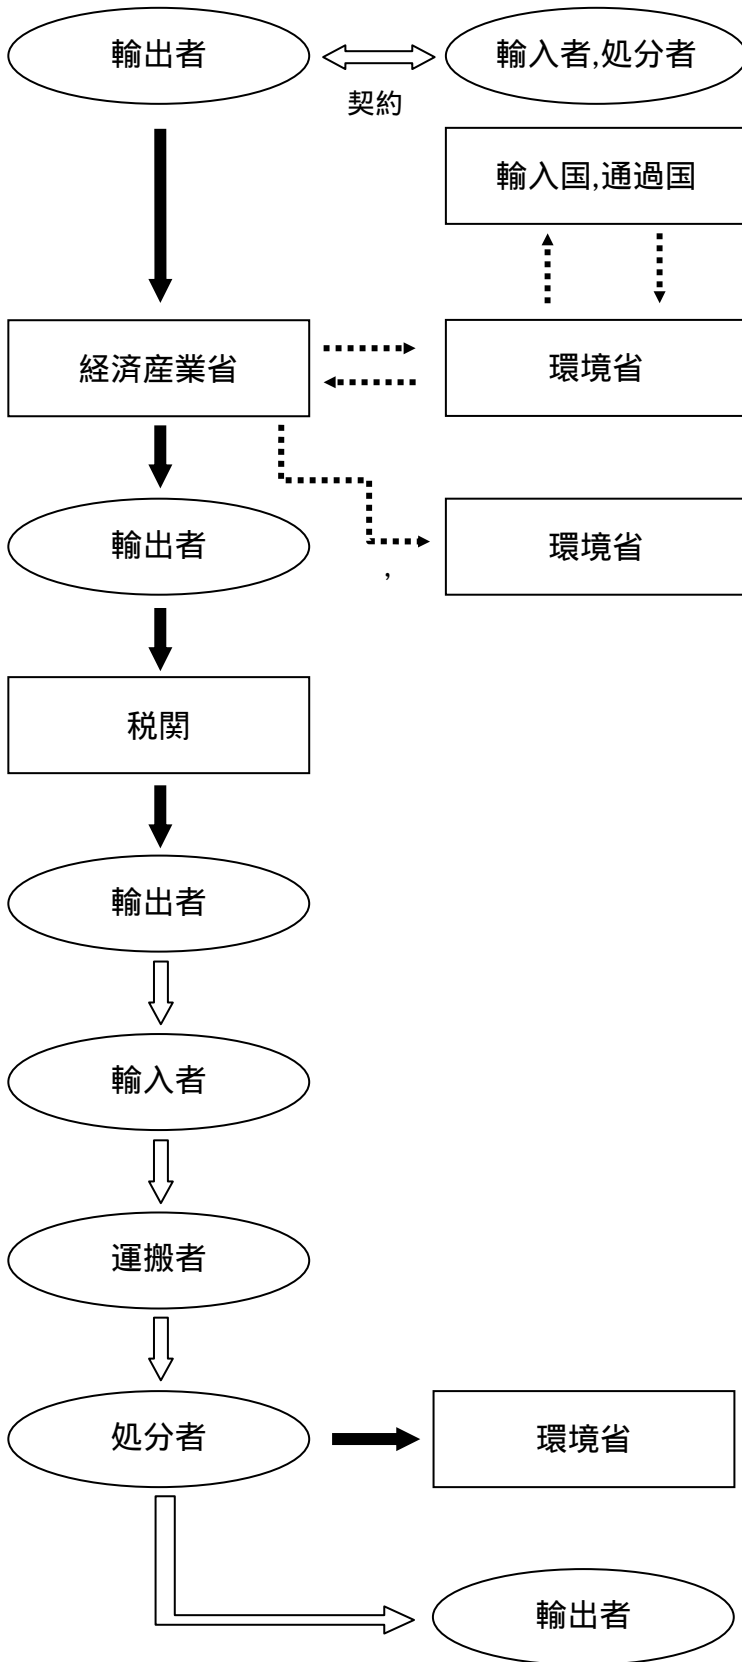 輸出者
輸入者,処分者
契約
輸入国,通過国
経済産業省
環境省
輸出者
環境省
,
税関
輸出者
輸入者
運搬者
処分者
環境省
輸出者